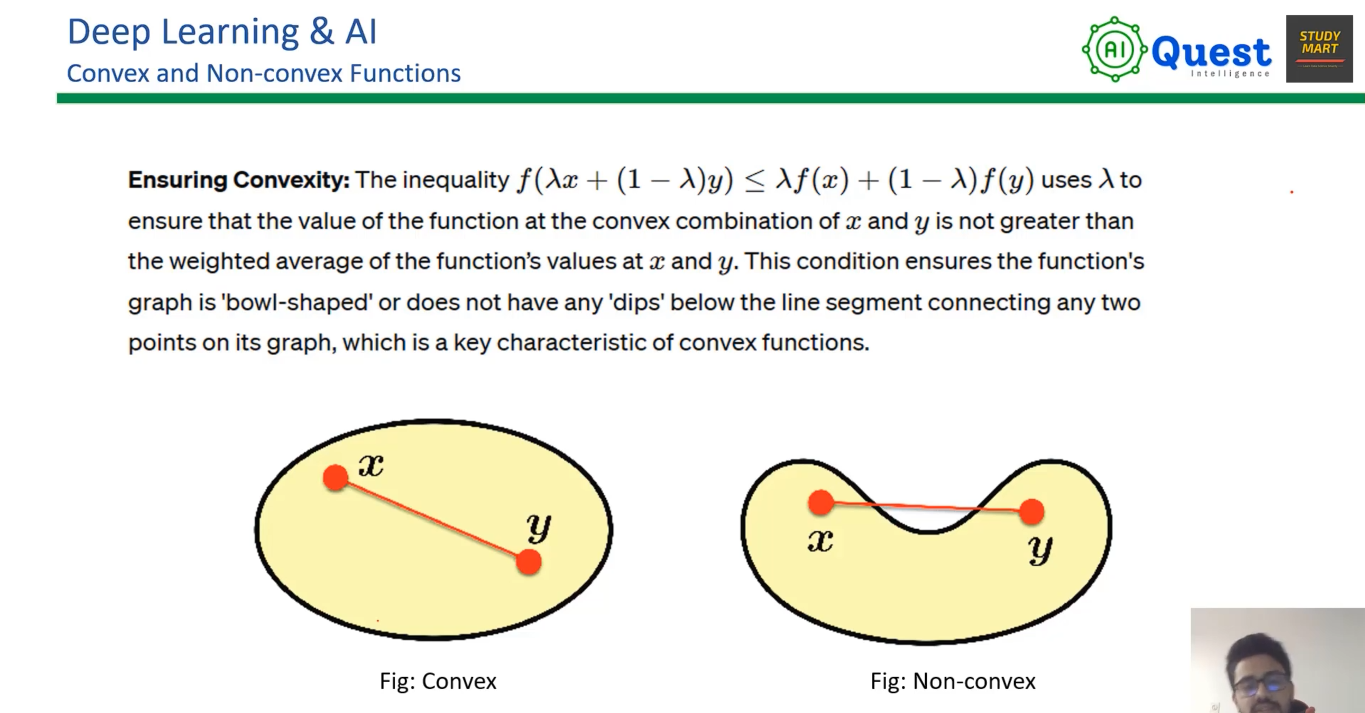 Deep Learning & AI
Convex and Non-convex Functions
AI Quest
Intelligence
STUDY
MART
Ensuring Convexity: The inequality f(λx + (1 − λ)y) ≤ λf(x) + (1 − λ)f(y) uses λ to
ensure that the value of the function at the convex combination of x and y is not greater than
the weighted average of the function's values at x and y. This condition ensures the function's
graph is 'bowl-shaped' or does not have any 'dips' below the line segment connecting any two
points on its graph, which is a key characteristic of convex functions.
x
y
x
y
Fig: Convex
Fig: Non-convex